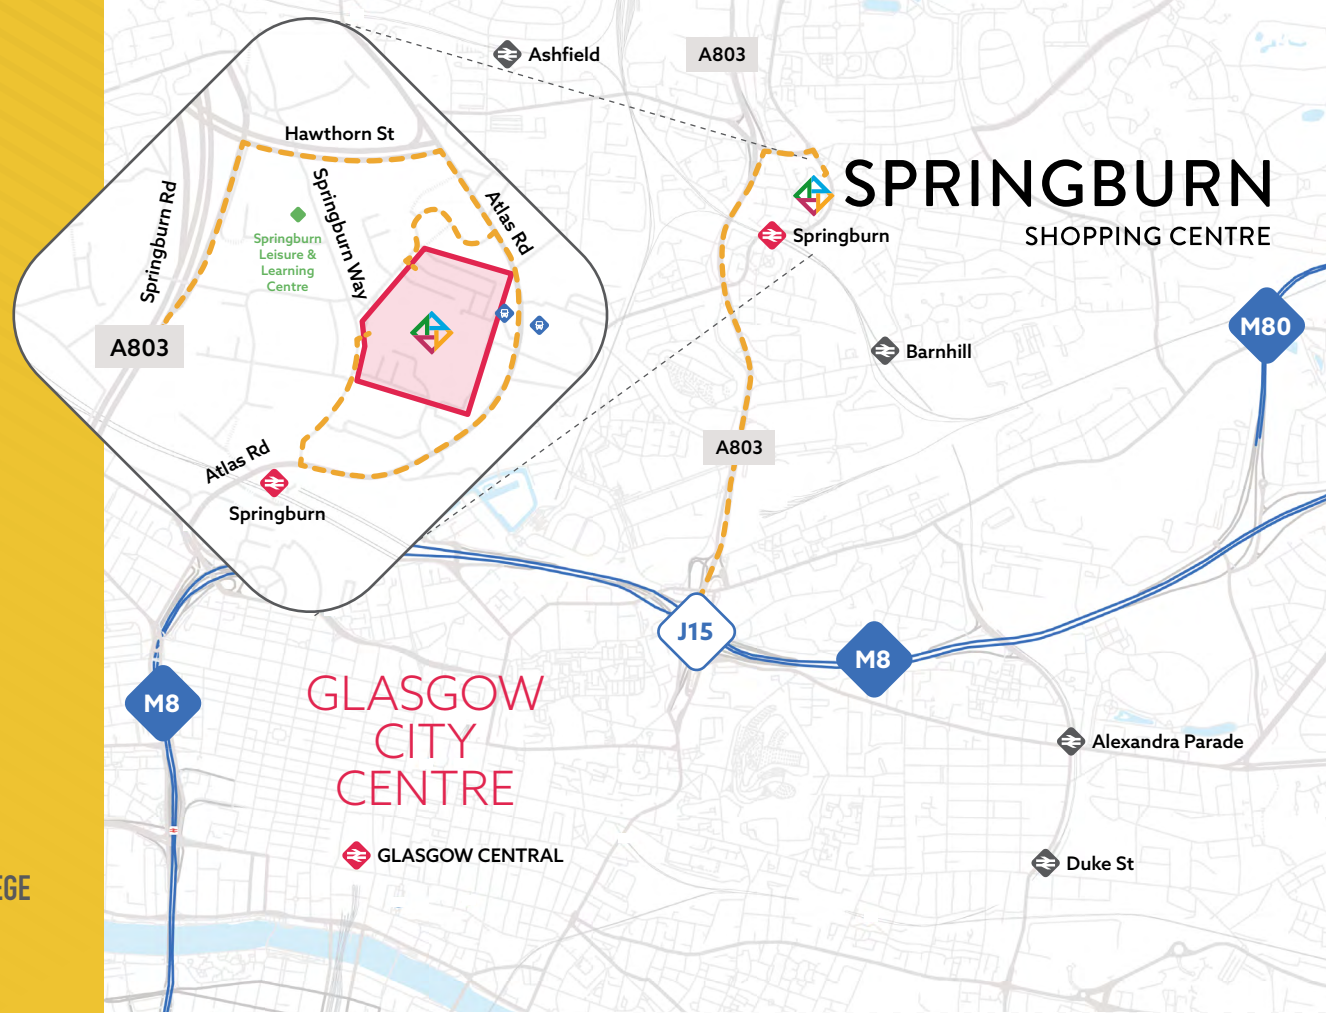 Ashfield
A803
Hawthorn St
Springburn Rd
Springburn Way
Atlas Rd
Springburn
Leisure &
Learning
Centre
A803
Atlas Rd
Springburn
SPRINGBURN
SHOPPING CENTRE
Springburn
M80
Barnhill
A803
J15
M8
M8
GLASGOW
CITY
CENTRE
Alexandra Parade
GLASGOW CENTRAL
Duke St
EGE